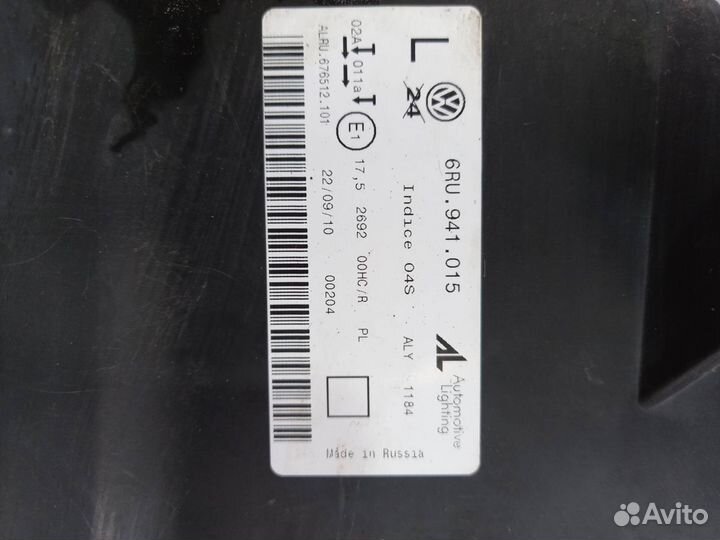 L
24
6RU.941.015
AL
Automotive
Lighting
Indice 04S
ALY 1184
02A 011a
E1
17,5 2692 00HC/R PL
ALRU.676512.101
22/09/10 00204
Made in Russia
Avito